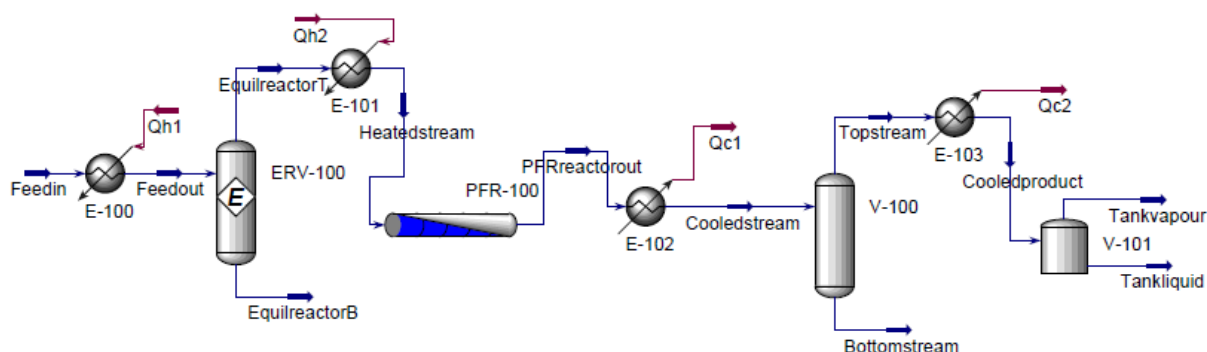 Qh2
EquilreactorT
E-101
Heatedstream
Qh1
Feedin
Feedout
E-100
ERV-100
E
EquilreactorB
PFRreactorout
PFR-100
Qc1
E-102
Cooledstream
Topstream
Qc2
E-103
Cooledproduct
V-100
Tankvapour
V-101
Tankliquid
Bottomstream